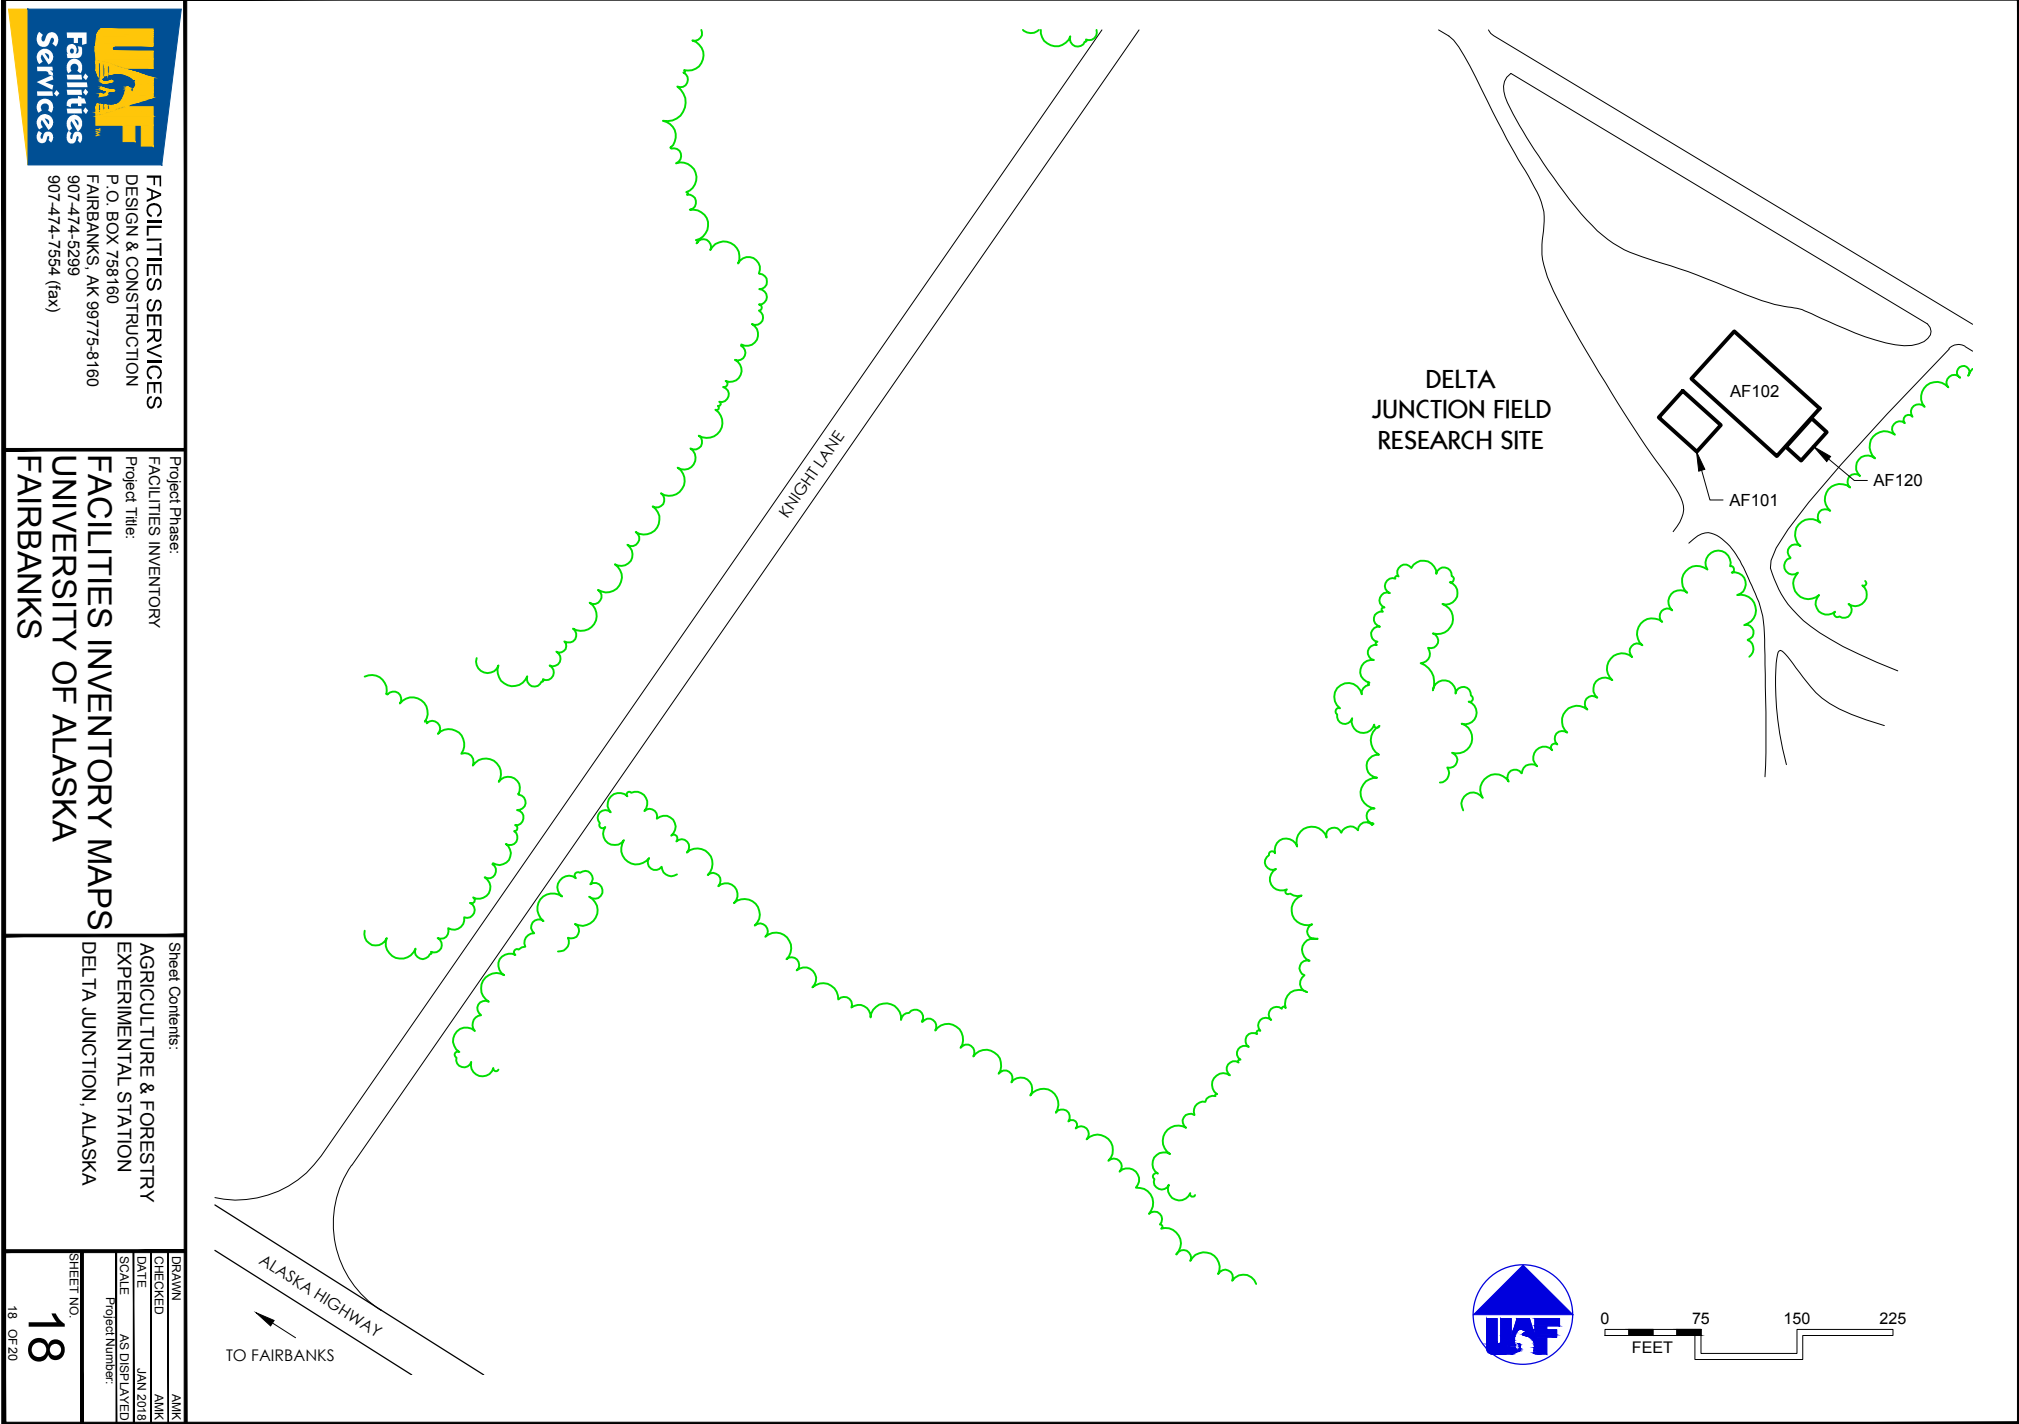 UAF
TM
Facilities
Services
FACILITIES SERVICES
DESIGN & CONSTRUCTION
P.O. BOX 758160
FAIRBANKS, AK 99775-8160
907-474-5299
907-474-7554 (fax)
Project Phase:
FACILITIES INVENTORY
Project Title:
FACILITIES INVENTORY MAPS
UNIVERSITY OF ALASKA
FAIRBANKS
Sheet Contents:
AGRICULTURE & FORESTRY
EXPERIMENTAL STATION
DELTA JUNCTION, ALASKA
DRAWN AMK
CHECKED AMK
DATE JAN 2018
SCALE AS DISPLAYED
Project Number:
SHEET NO.
18
18 OF 20
DELTA
JUNCTION FIELD
RESEARCH SITE
AF102
AF120
AF101
KNIGHT LANE
ALASKA HIGHWAY
TO FAIRBANKS
UAF
0 75 150 225
FEET